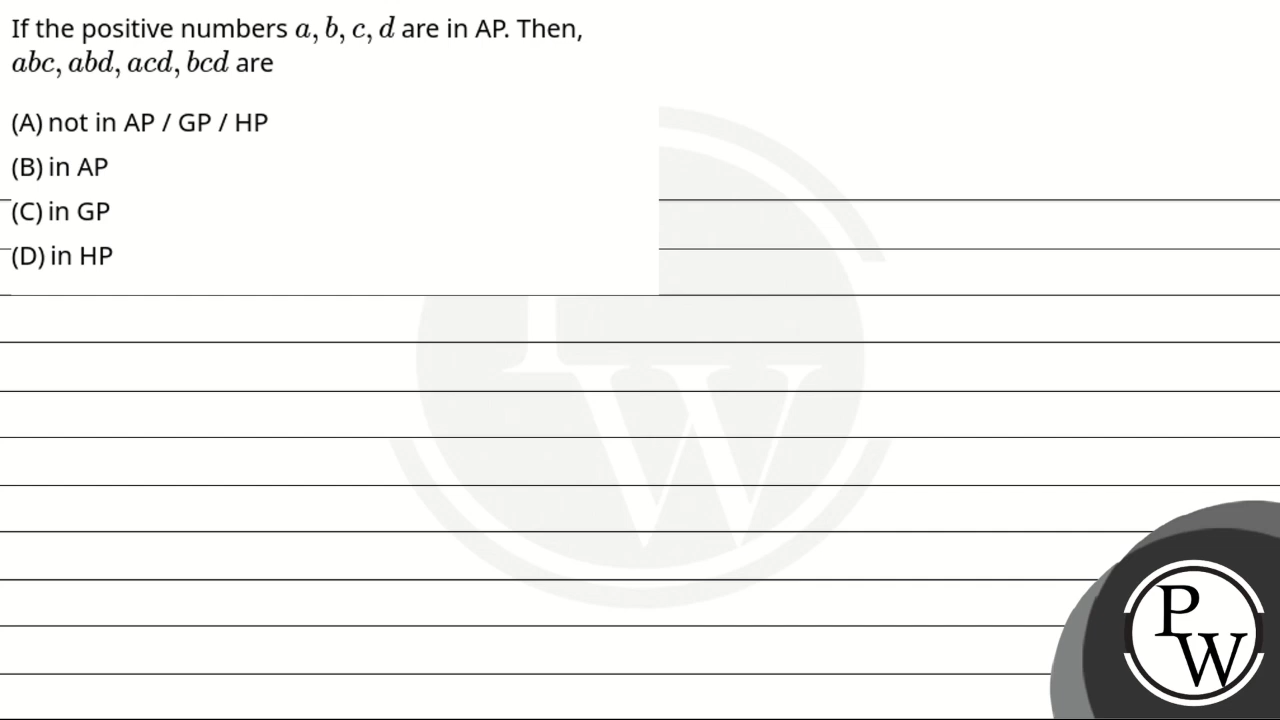 If the positive numbers a, b, c, d are in AP. Then,
abc, abd, acd, bcd are
(A) not in AP / GP / HP
(B) in AP
(C) in GP
(D) in HP
P
W